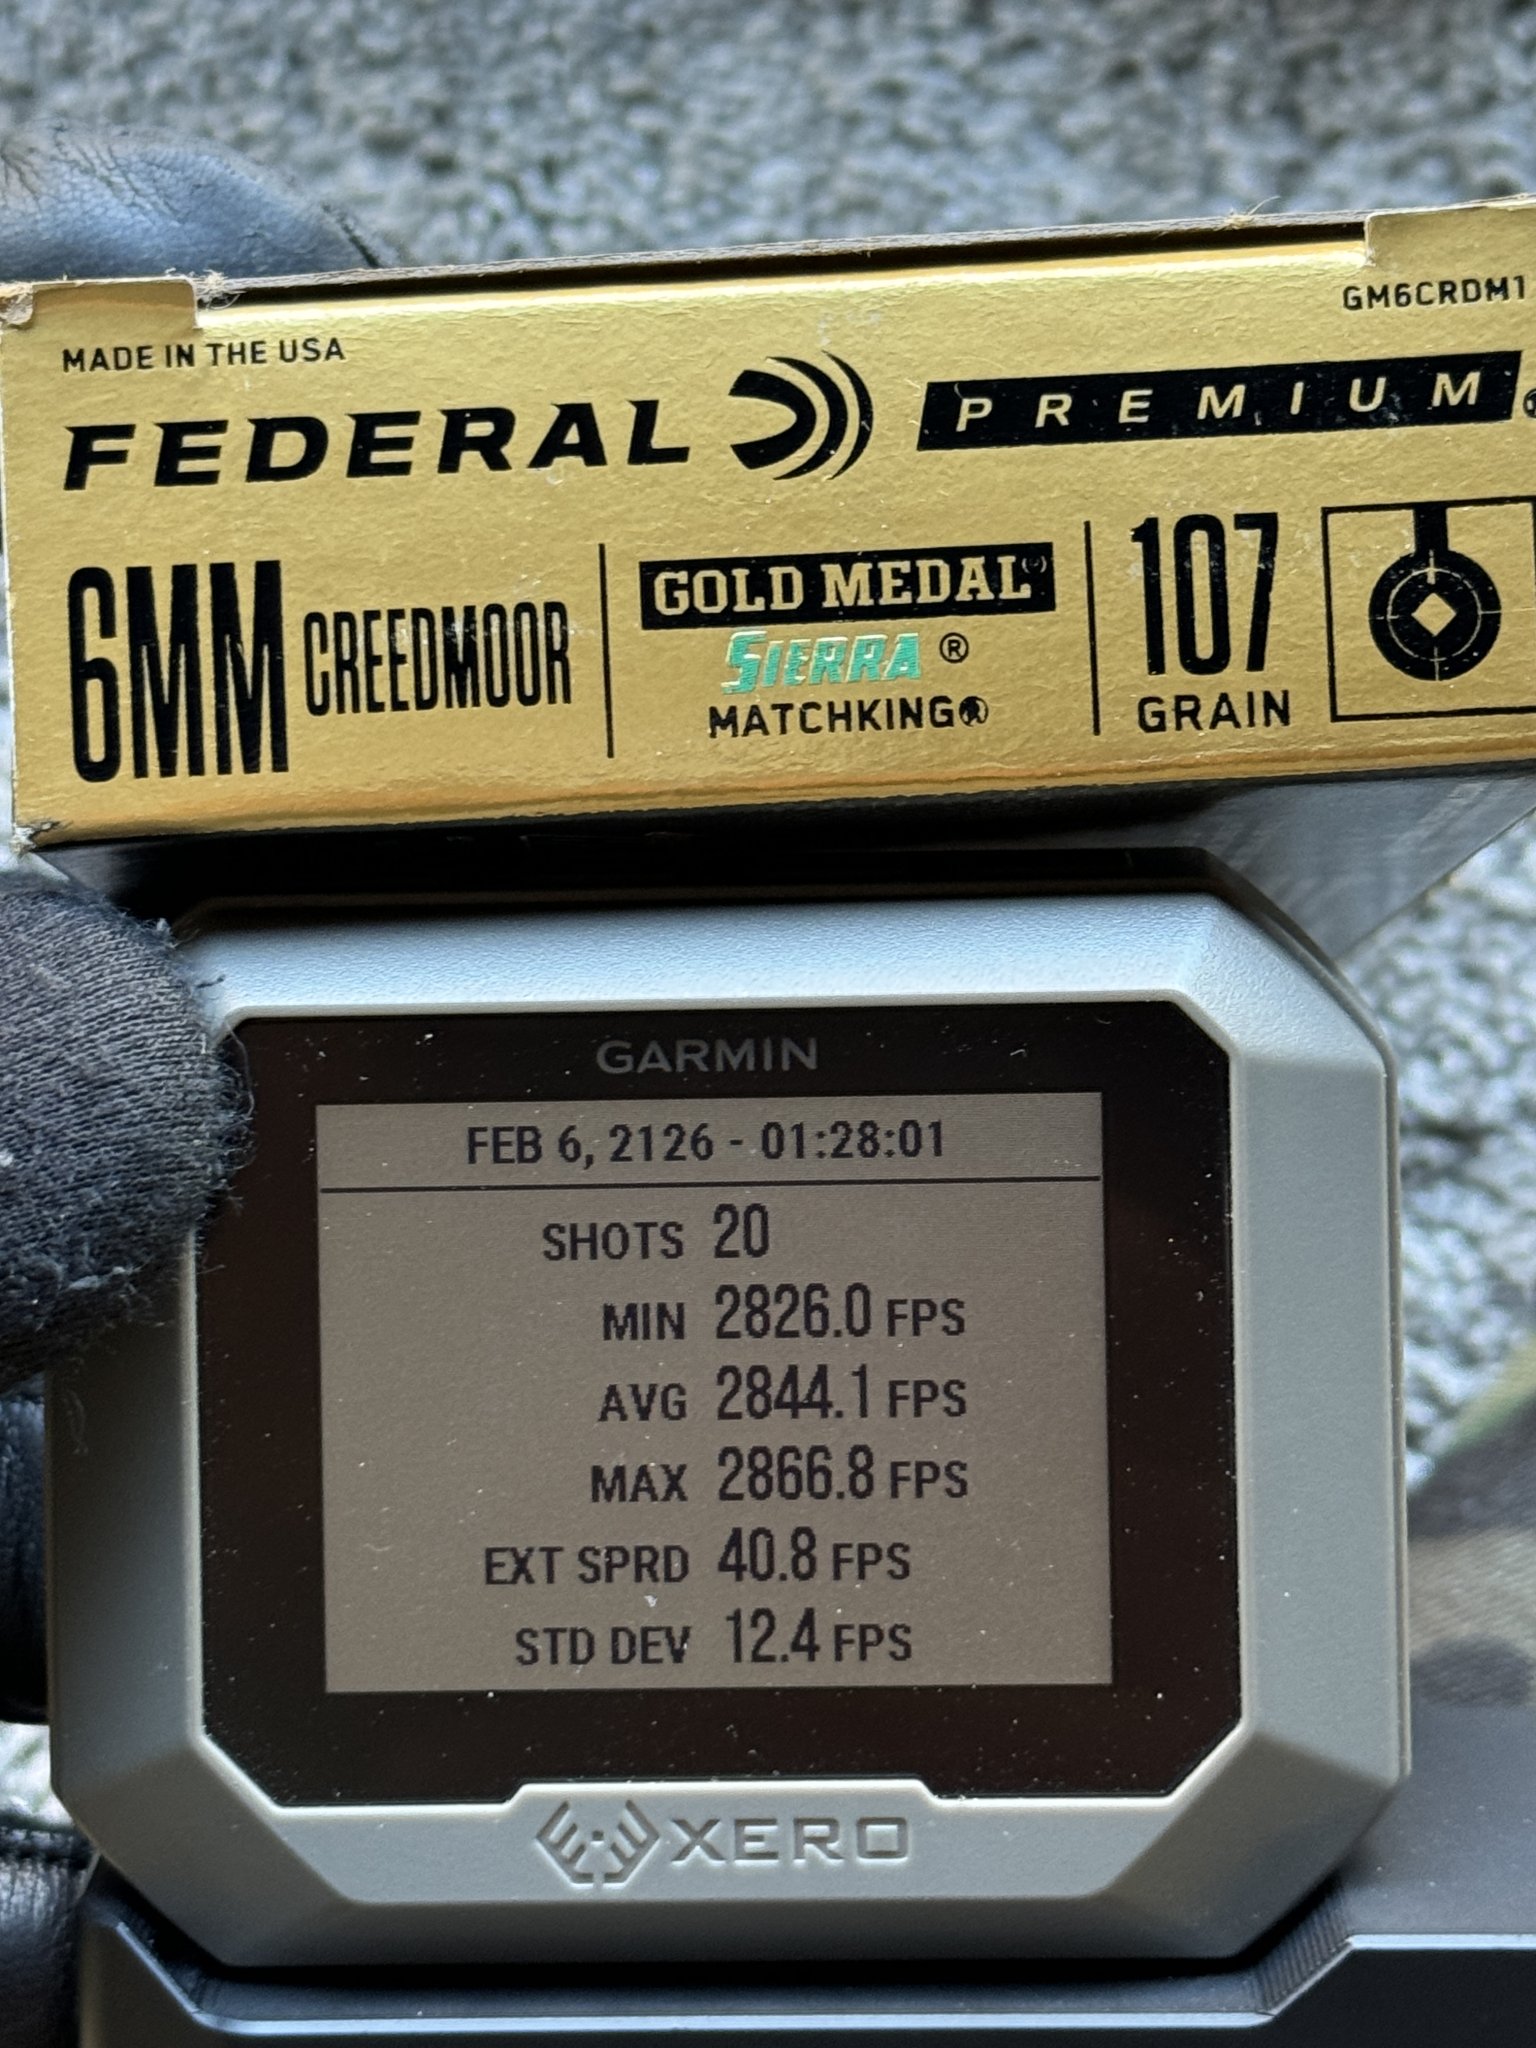 GM6CRDM1
MADE IN THE USA
FEDERAL PREMIUM
6MM CREEDMOOR
GOLD MEDAL
SIERRA ®
MATCHKING®
107
GRAIN
GARMIN
FEB 6, 2126 - 01:28:01
SHOTS 20
MIN 2826.0 FPS
AVG 2844.1 FPS
MAX 2866.8 FPS
EXT SPRD 40.8 FPS
STD DEV 12.4 FPS
XERO